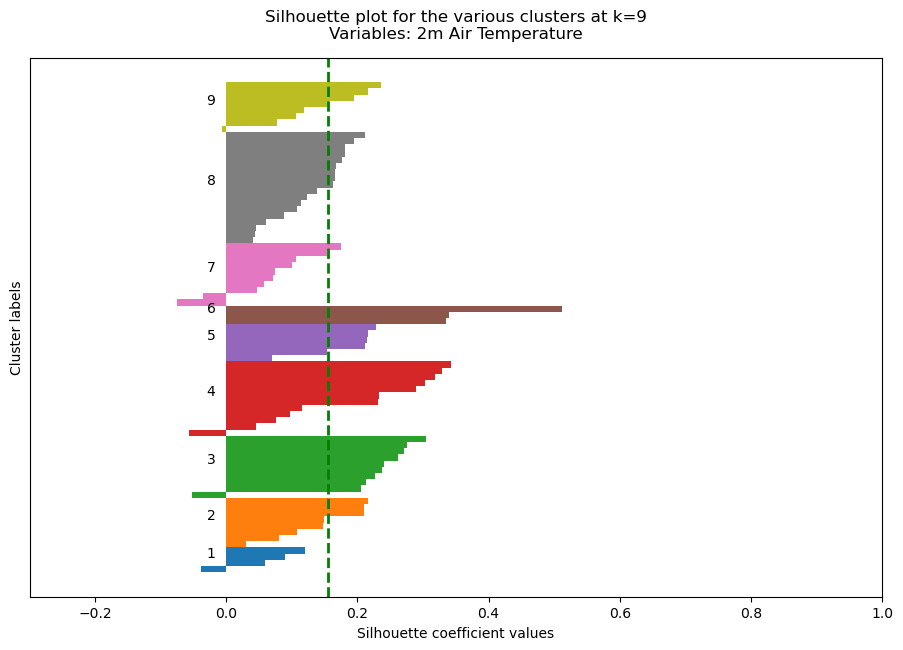 Silhouette plot for the various clusters at k=9
Variables: 2m Air Temperature
Cluster labels
9
8
7
6
5
4
3
2
1
−0.2 0.0 0.2 0.4 0.6 0.8 1.0
Silhouette coefficient values